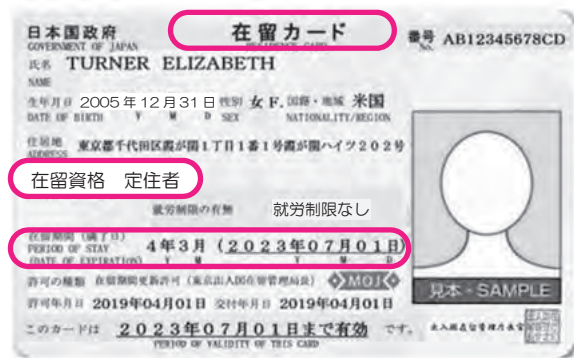 日本国政府 在留カード 番号 AB12345678CD
GOVERNMENT OF JAPAN RESIDENCE CARD No.
氏名 TURNER ELIZABETH
NAME
生年月日 2005年12月31日 性別 女 F. 国籍・地域 米国
DATE OF BIRTH Y M D SEX NATIONALITY/REGION
住居地 東京都千代田区霞が関1丁目1番1号霞が関ハイツ202号
ADDRESS
在留資格 定住者
就労制限の有無 就労制限なし
在留期間(満了日) 4年3月(2023年07月01日)
PERIOD OF STAY
(DATE OF EXPIRATION) Y M Y M D
許可の種類 在留期間更新許可(東京出入国在留管理局長) MOJ
見本・SAMPLE
許可年月日 2019年04月01日 交付年月日 2019年04月01日
このカードは 2023年07月01日まで有効 です。 出入国在留管理庁長官
PERIOD OF VALIDITY OF THIS CARD